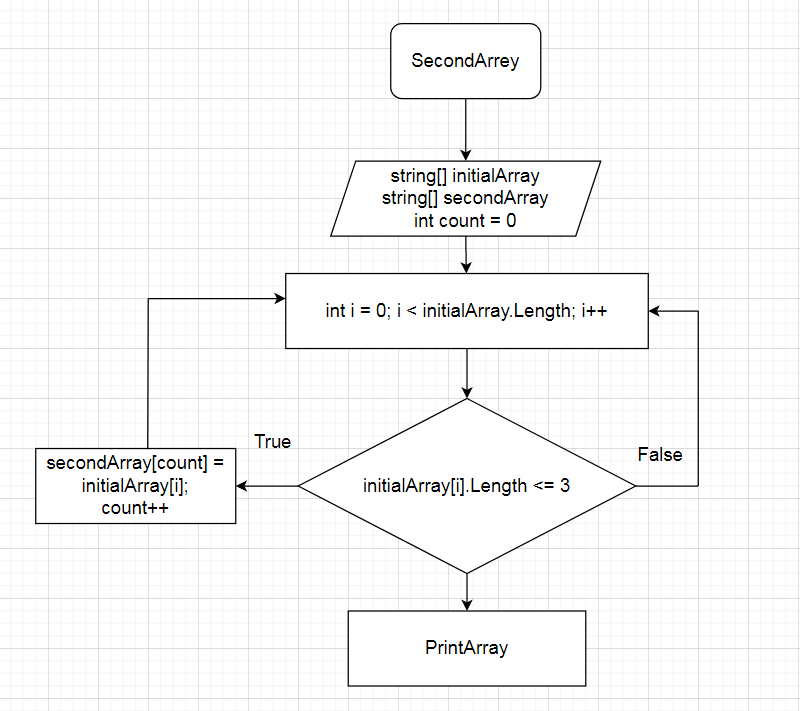 SecondArrey
string[] initialArray
string[] secondArray
int count = 0
int i = 0; i < initialArray.Length; i++
True
False
secondArray[count] =
initialArray[i];
count++
initialArray[i].Length <= 3
PrintArray